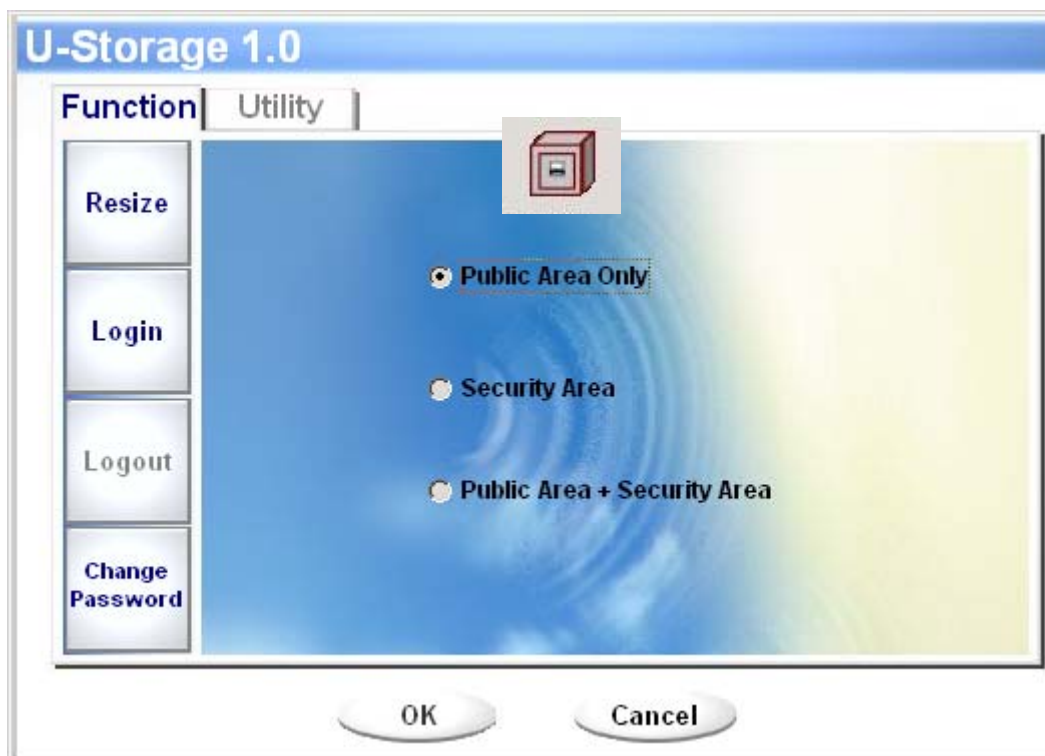 U-Storage 1.0
Function
Utility
Resize
Login
Logout
Change
Password
Public Area Only
Security Area
Public Area + Security Area
OK
Cancel